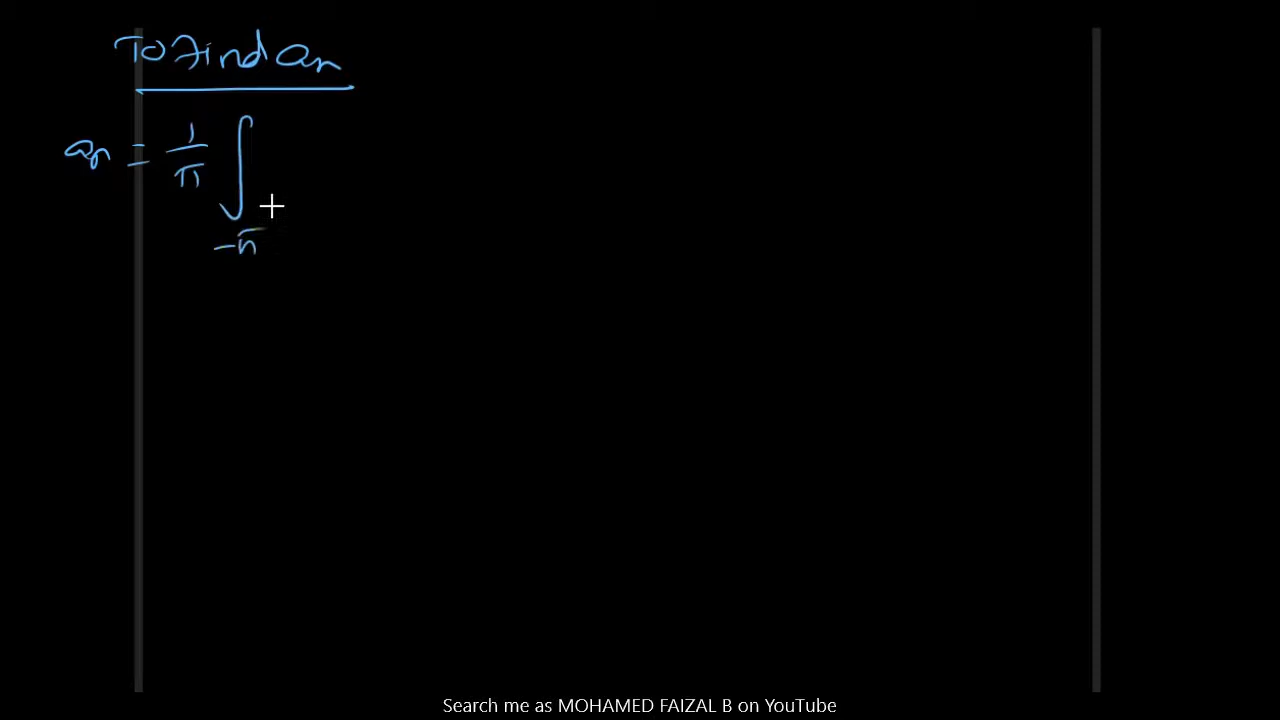 To Find an
an = 1/π ∫ -π
Search me as MOHAMED FAIZAL B on YouTube